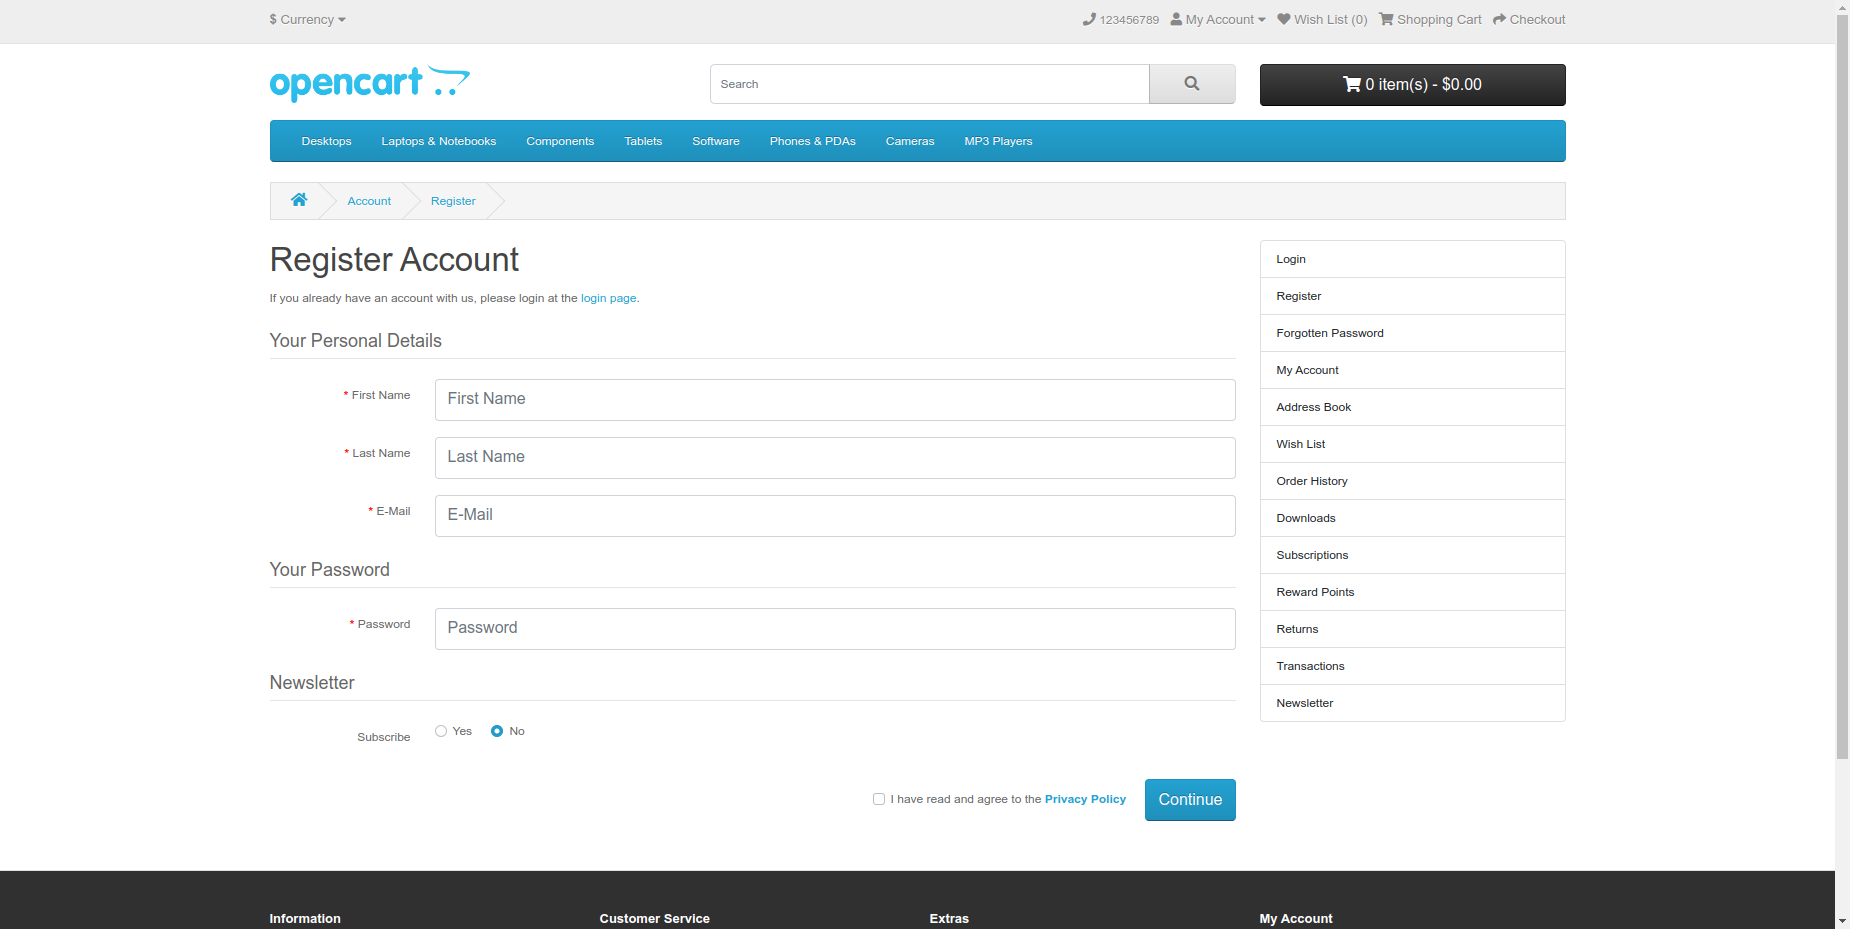 $ Currency
123456789 My Account Wish List (0) Shopping Cart Checkout
opencart
Search
0 item(s) - $0.00
Desktops Laptops & Notebooks Components Tablets Software Phones & PDAs Cameras MP3 Players
Account Register
Register Account
If you already have an account with us, please login at the login page.
Your Personal Details
* First Name First Name
* Last Name Last Name
* E-Mail E-Mail
Your Password
* Password Password
Newsletter
Subscribe Yes No
I have read and agree to the Privacy Policy Continue
Login
Register
Forgotten Password
My Account
Address Book
Wish List
Order History
Downloads
Subscriptions
Reward Points
Returns
Transactions
Newsletter
Information Customer Service Extras My Account